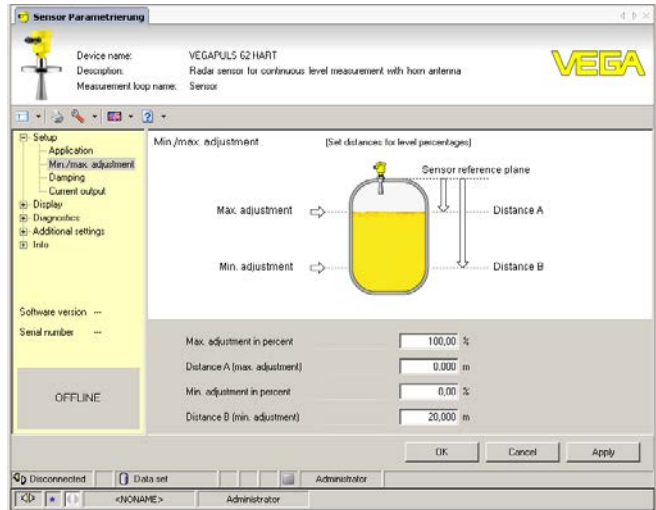 Sensor Parametrierung
Device name: VEGAPULS 62 HART
Description: Radar sensor for continuous level measurement with horn antenna
Measurement loop name: Sensor
VEGA
Setup
Application
Min./max. adjustment
Damping
Current output
Display
Diagnostics
Additional settings
Info
Software version ---
Serial number ---
OFFLINE
Min./max. adjustment (Set distances for level percentages)
Sensor reference plane
Max. adjustment
Distance A
Min. adjustment
Distance B
Max. adjustment in percent 100,00 %
Distance A (max. adjustment) 0.000 m
Min. adjustment in percent 0,00 %
Distance B (min. adjustment) 20,000 m
OK Cancel Apply
Disconnected Data set Administrator
<NONAME> Administrator